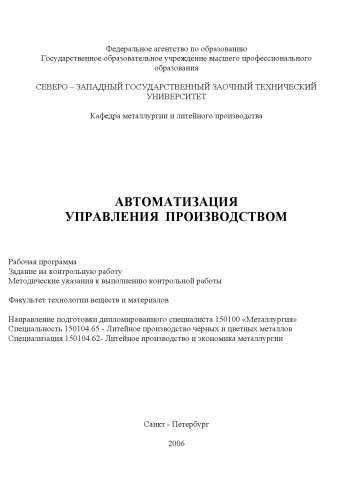 Федеральное агентство по образованию
Государственное образовательное учреждение высшего профессионального
образования
СЕВЕРО – ЗАПАДНЫЙ ГОСУДАРСТВЕННЫЙ ЗАОЧНЫЙ ТЕХНИЧЕСКИЙ
УНИВЕРСИТЕТ
Кафедра металлургии и литейного производства
АВТОМАТИЗАЦИЯ
УПРАВЛЕНИЯ ПРОИЗВОДСТВОМ
Рабочая программа
Задание на контрольную работу
Методические указания к выполнению контрольной работы
Факультет технологии веществ и материалов
Направление подготовки дипломированного специалиста 150100 «Металлургия»
Специальность 150104.65 - Литейное производство чёрных и цветных металлов
Специализация 150104.62- Литейное производство и экономика металлургии
Санкт - Петербург
2006